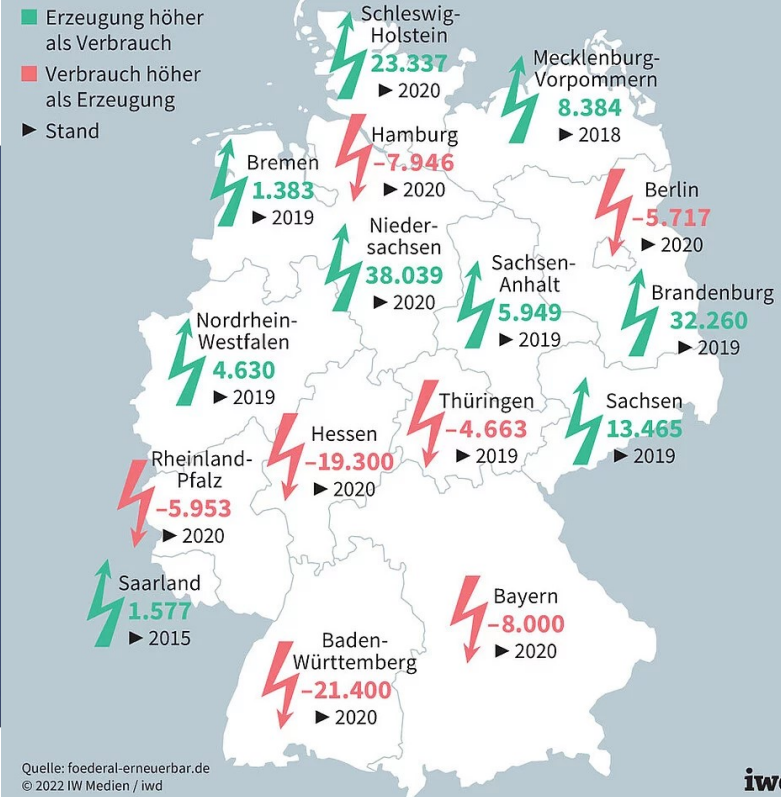 Erzeugung höher
als Verbrauch
Verbrauch höher
als Erzeugung
► Stand
Schleswig-
Holstein
23.337
► 2020
Mecklenburg-
Vorpommern
8.384
► 2018
Hamburg
–7.946
► 2020
Bremen
1.383
► 2019
Berlin
–5.717
► 2020
Nieder-
sachsen
38.039
► 2020
Sachsen-
Anhalt
5.949
► 2019
Brandenburg
32.260
► 2019
Nordrhein-
Westfalen
4.630
► 2019
Thüringen
–4.663
► 2019
Sachsen
13.465
► 2019
Hessen
–19.300
► 2020
Rheinland-
Pfalz
–5.953
► 2020
Saarland
1.577
► 2015
Bayern
–8.000
► 2020
Baden-
Württemberg
–21.400
► 2020
Quelle: foederal-erneuerbar.de
© 2022 IW Medien / iwd
iwd